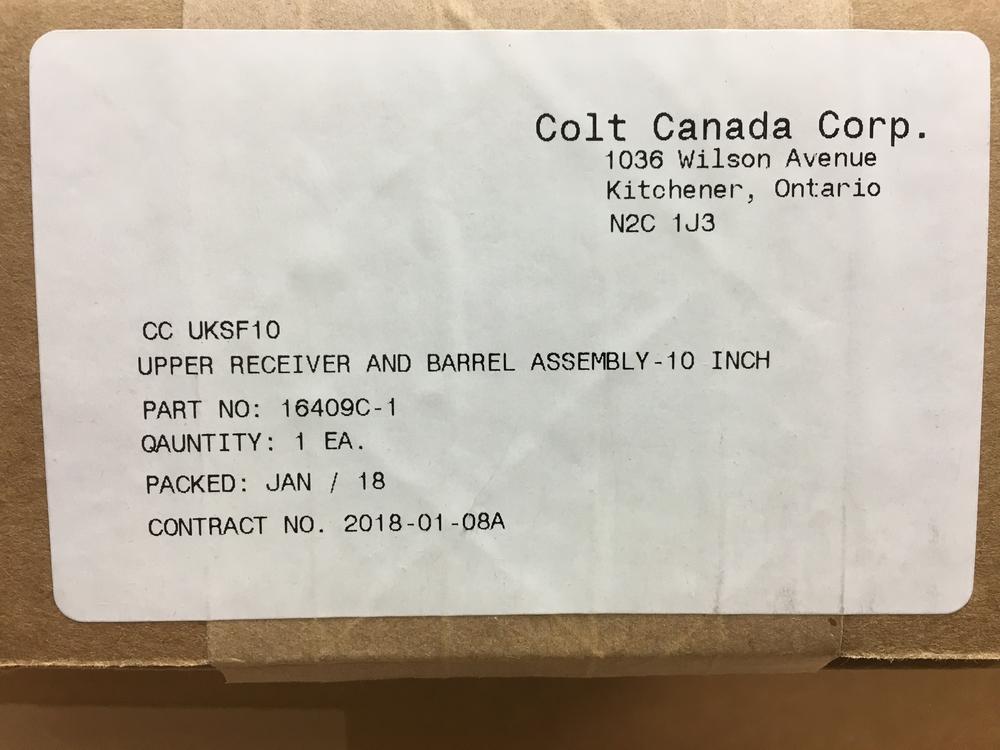 Colt Canada Corp.
1036 Wilson Avenue
Kitchener, Ontario
N2C 1J3
CC UKSF10
UPPER RECEIVER AND BARREL ASSEMBLY-10 INCH
PART NO: 16409C-1
QAUNTITY: 1 EA.
PACKED: JAN / 18
CONTRACT NO. 2018-01-08A